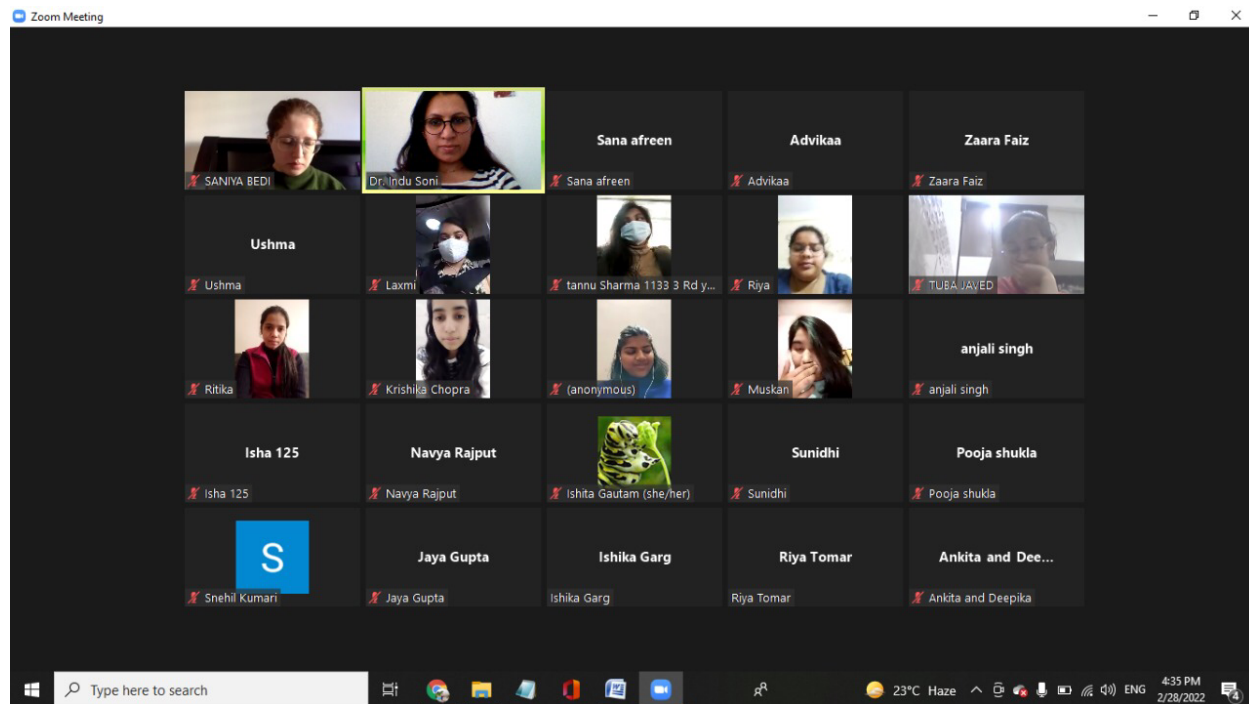 Zoom Meeting
Sana afreen
Advikaa
Zaara Faiz
SANIYA BEDI
Dr. Indu Soni
Sana afreen
Advikaa
Zaara Faiz
Ushma
Ushma
Laxmi
tannu Sharma 1133 3 Rd y...
Riya
TUBA JAVED
anjali singh
Ritika
Krishika Chopra
(anonymous)
Muskan
anjali singh
Isha 125
Navya Rajput
Sunidhi
Pooja shukla
Isha 125
Navya Rajput
Ishita Gautam (she/her)
Sunidhi
Pooja shukla
S
Jaya Gupta
Ishika Garg
Riya Tomar
Ankita and Dee...
Snehil Kumari
Jaya Gupta
Ishika Garg
Riya Tomar
Ankita and Deepika
Type here to search
23°C Haze
ENG
4:35 PM
2/28/2022
4